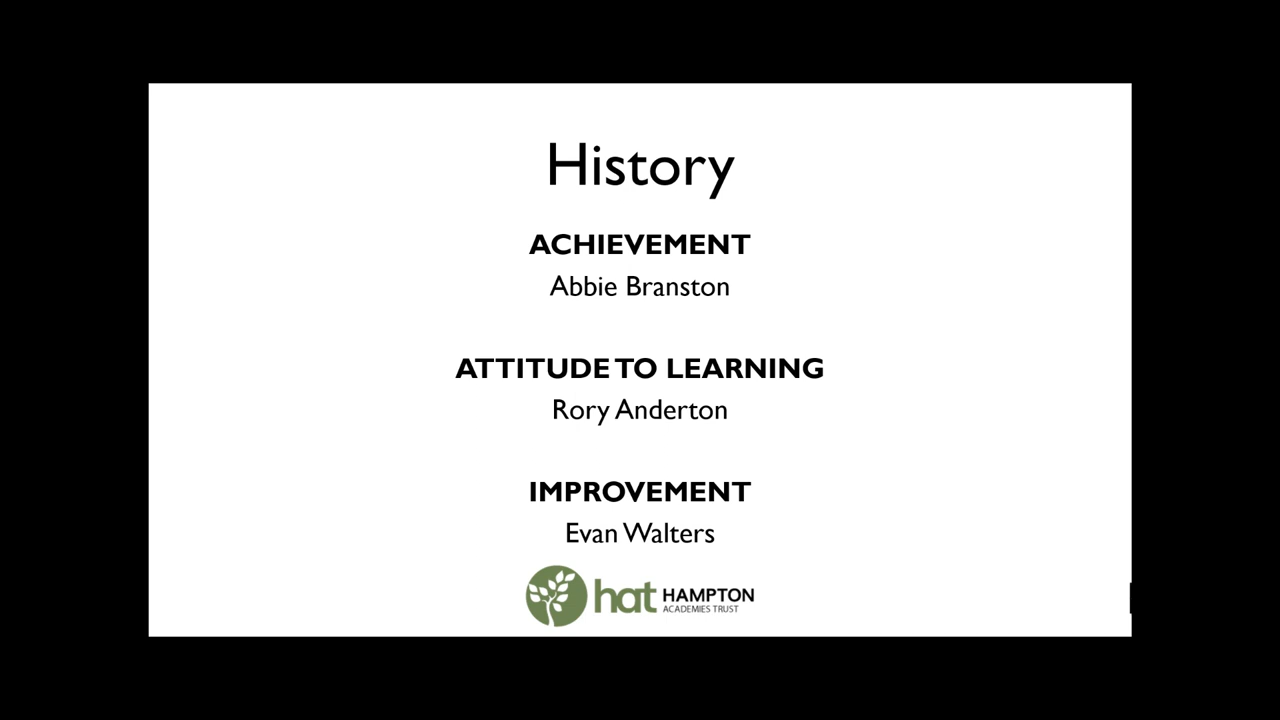 History
ACHIEVEMENT
Abbie Branston
ATTITUDE TO LEARNING
Rory Anderton
IMPROVEMENT
Evan Walters
hat HAMPTON
ACADEMIES TRUST